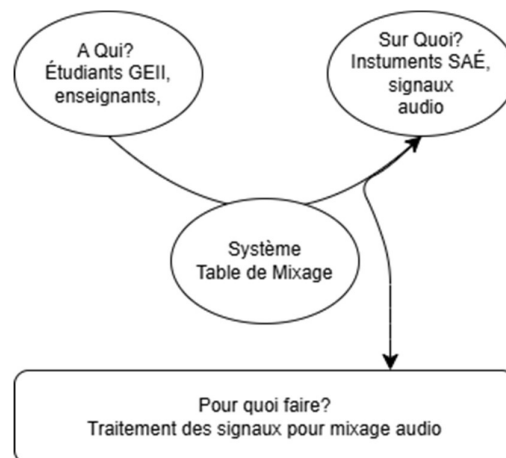 A Qui?
Étudiants GEII,
enseignants,
Sur Quoi?
Instuments SAÉ,
signaux
audio
Système
Table de Mixage
Pour quoi faire?
Traitement des signaux pour mixage audio